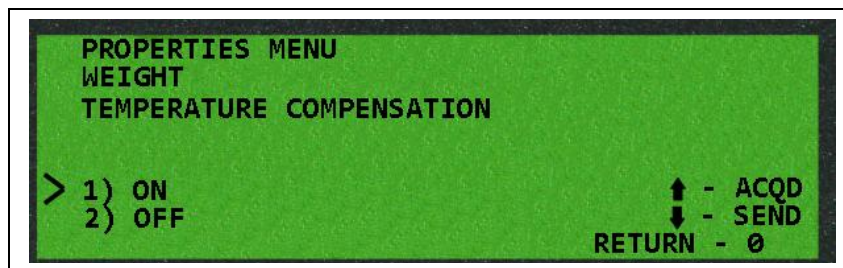 PROPERTIES MENU
WEIGHT
TEMPERATURE COMPENSATION
> 1) ON
⬆ - ACQD
2) OFF
⬇ - SEND
RETURN - 0